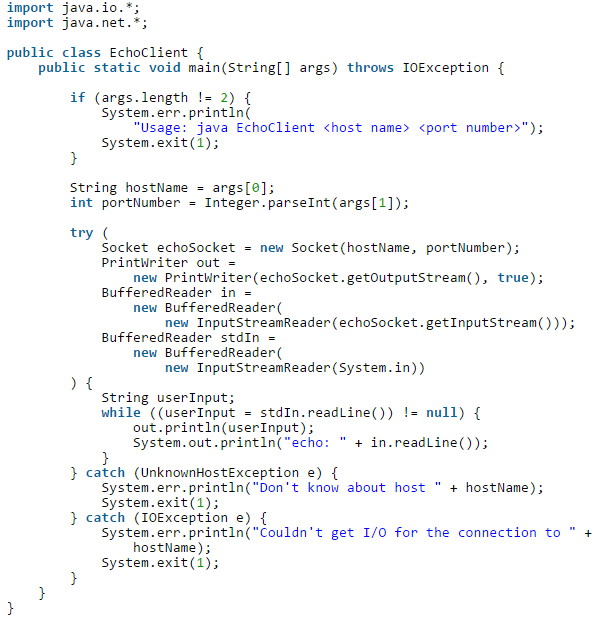 import java.io.*;
import java.net.*;

public class EchoClient {
    public static void main(String[] args) throws IOException {

        if (args.length != 2) {
            System.err.println(
                "Usage: java EchoClient <host name> <port number>");
            System.exit(1);
        }

        String hostName = args[0];
        int portNumber = Integer.parseInt(args[1]);

        try (
            Socket echoSocket = new Socket(hostName, portNumber);
            PrintWriter out =
                new PrintWriter(echoSocket.getOutputStream(), true);
            BufferedReader in =
                new BufferedReader(
                    new InputStreamReader(echoSocket.getInputStream()));
            BufferedReader stdIn =
                new BufferedReader(
                    new InputStreamReader(System.in))
        ) {
            String userInput;
            while ((userInput = stdIn.readLine()) != null) {
                out.println(userInput);
                System.out.println("echo: " + in.readLine());
            }
        } catch (UnknownHostException e) {
            System.err.println("Don't know about host " + hostName);
            System.exit(1);
        } catch (IOException e) {
            System.err.println("Couldn't get I/O for the connection to " +
                hostName);
            System.exit(1);
        }
    }
}